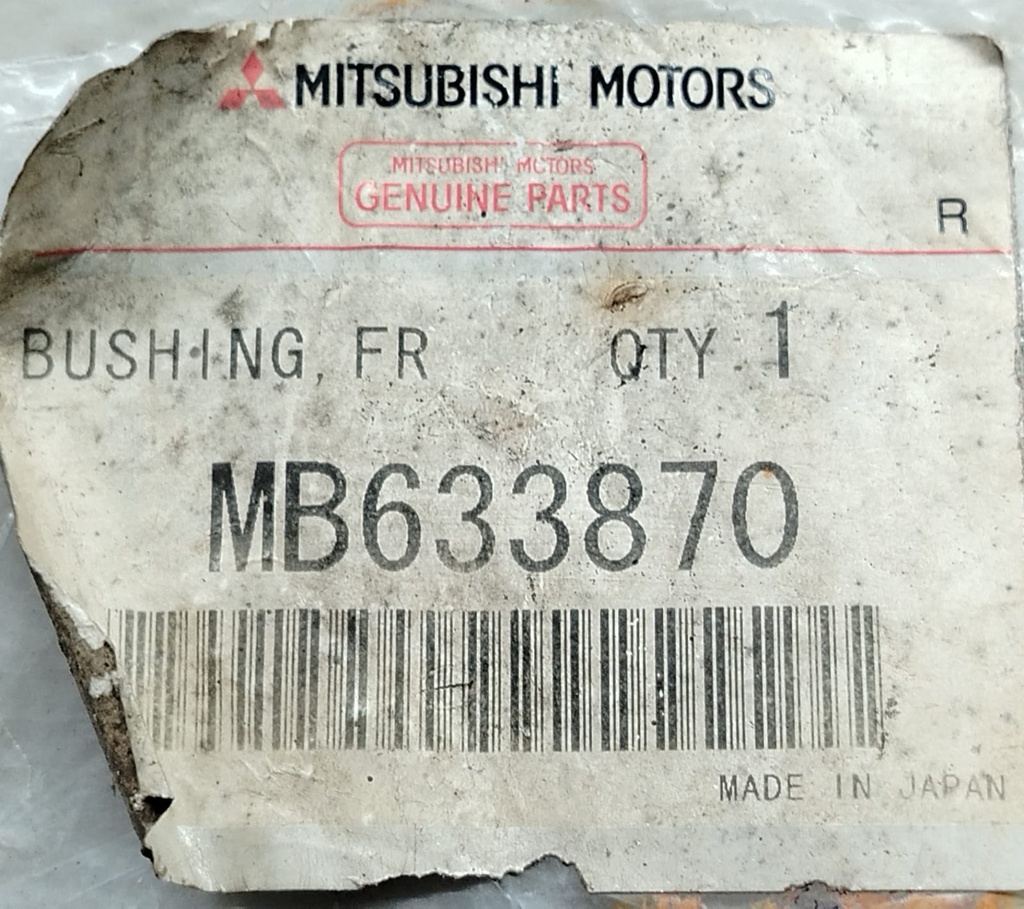 MITSUBISHI MOTORS
MITSUBISHI MOTORS
GENUINE PARTS
R
BUSHING, FR QTY 1
MB633870
MADE IN JAPAN